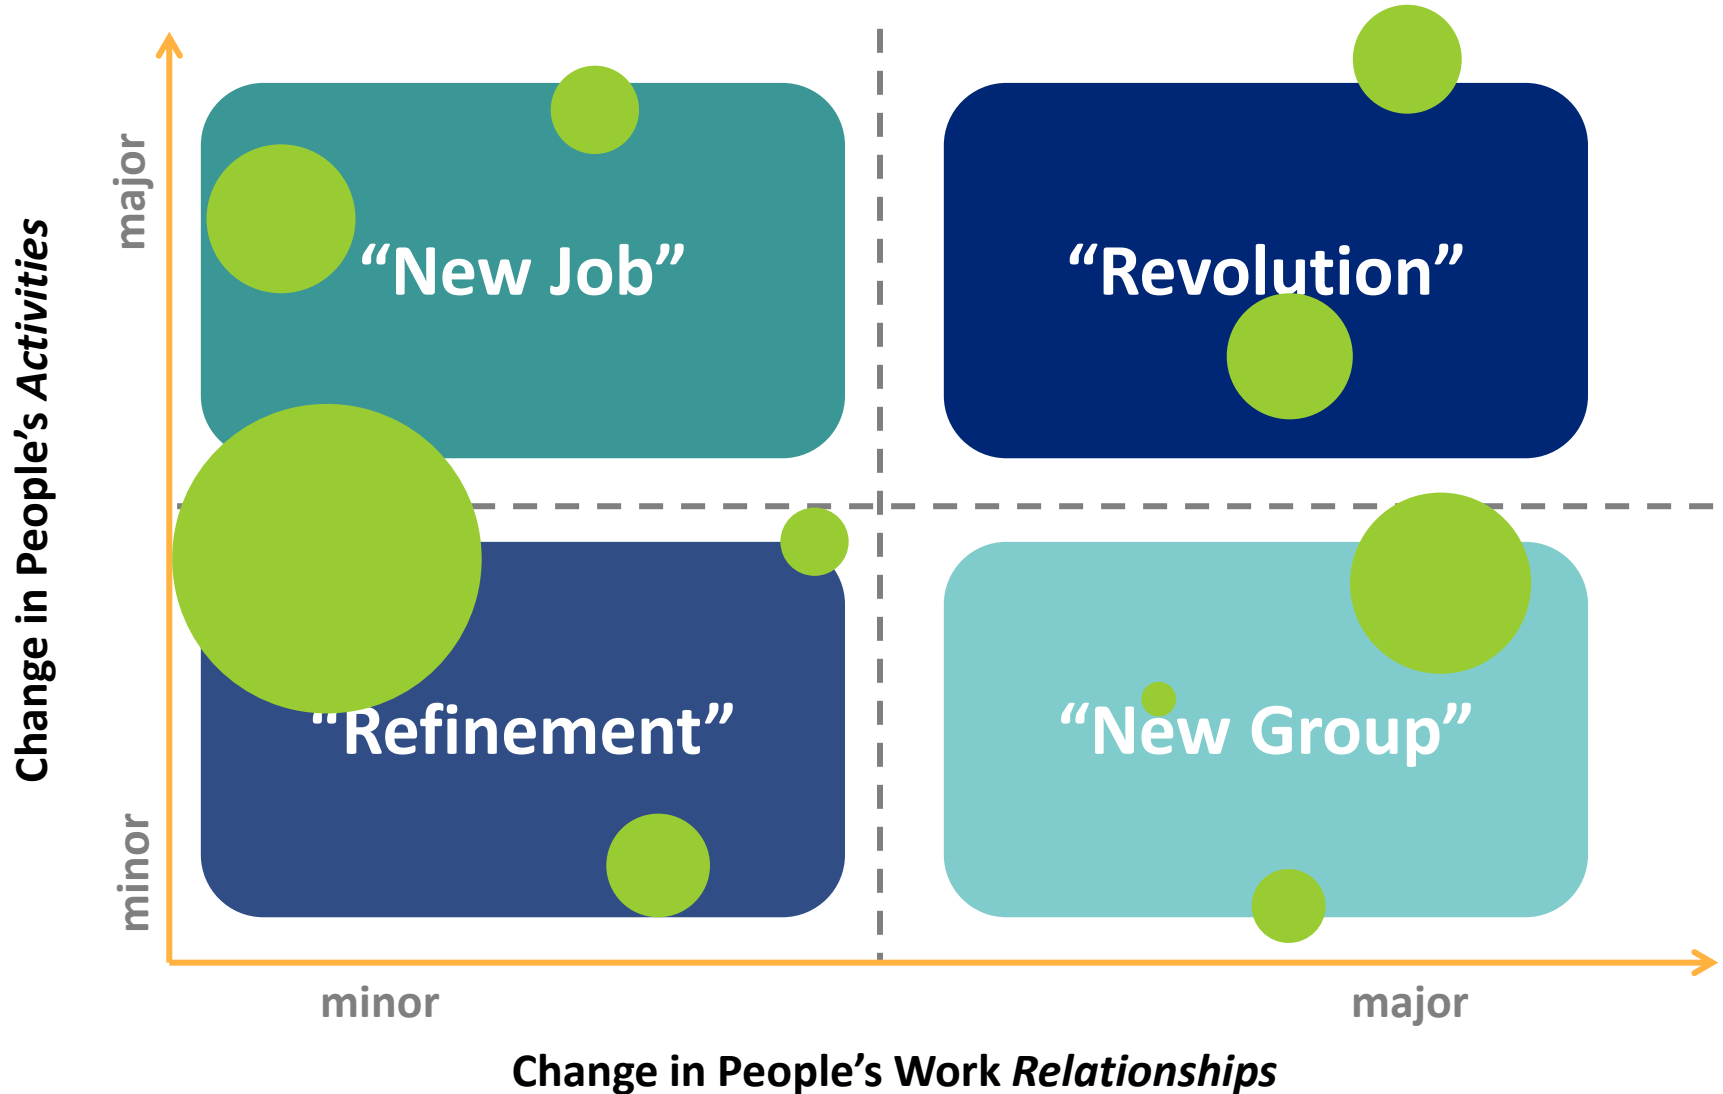 Change in People’s Activities
major
minor
“New Job”
“Revolution”
“Refinement”
“New Group”
minor
major
Change in People’s Work Relationships